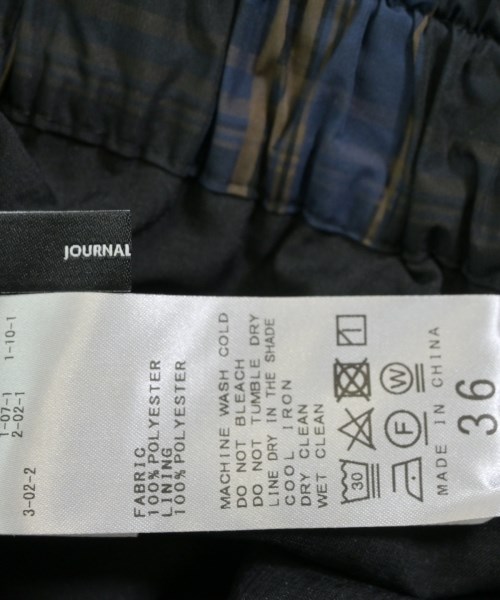 JOURNAL
1-10-1
1-07-1
2-02-1
3-02-2
FABRIC
100% POLYESTER
LINING
100% POLYESTER
MACHINE WASH COLD
DO NOT BLEACH
DO NOT TUMBLE DRY
LINE DRY IN THE SHADE
COOL IRON
DRY CLEAN
WET CLEAN
30
F
W
MADE IN CHINA
36